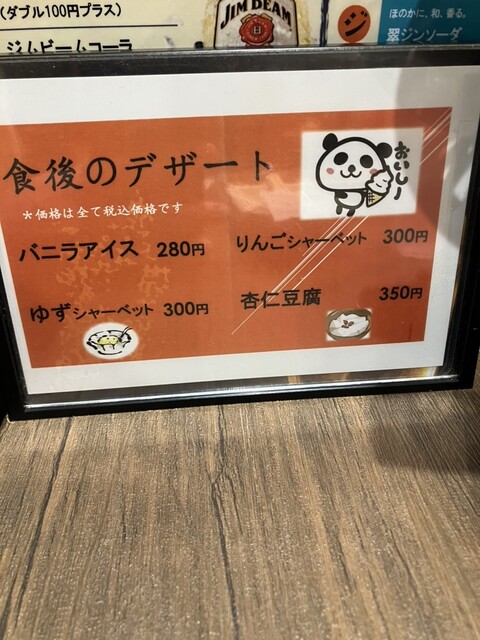 (ダブル100円プラス)
ジムビームコーラ
JIM BEAM
ジ
ほのかに、和、香る。
翠ジンソーダ
食後のデザート
おいしー
＊価格は全て税込価格です
バニラアイス 280円
りんごシャーベット 300円
ゆずシャーベット 300円
杏仁豆腐 350円